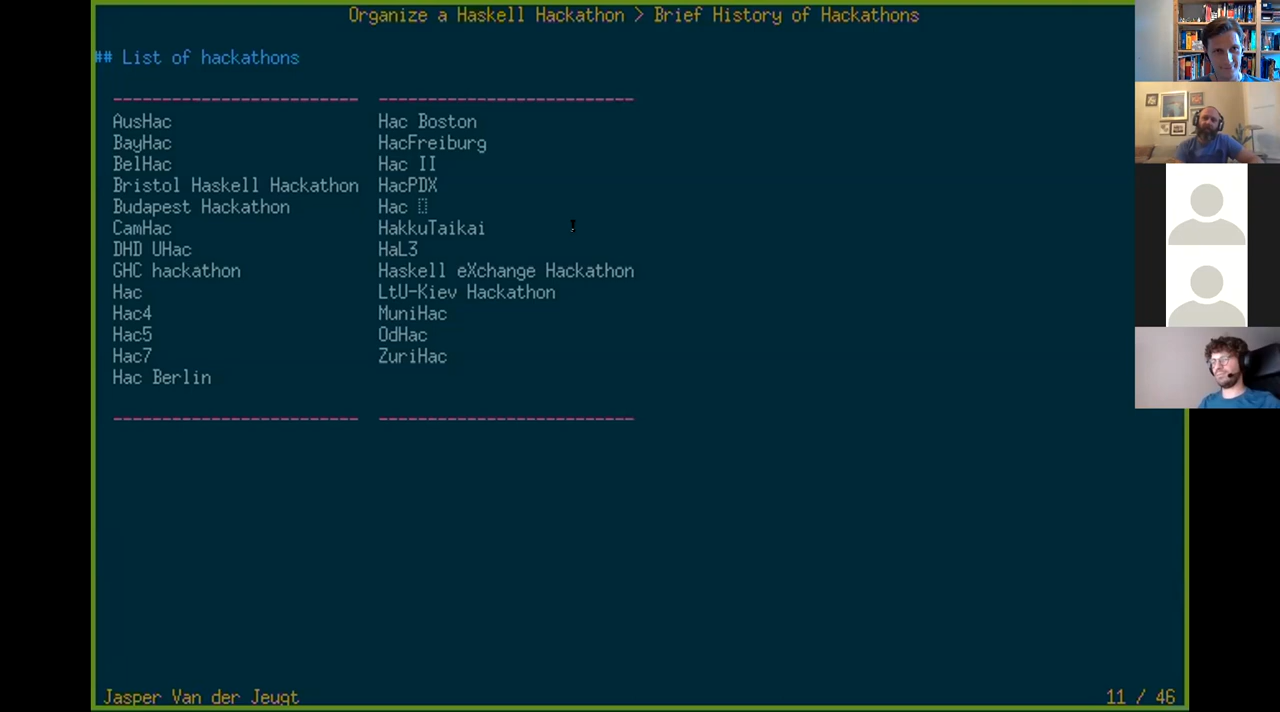 Organize a Haskell Hackathon > Brief History of Hackathons
## List of hackathons
------------------------- --------------------------
AusHac Hac Boston
BayHac HacFreiburg
BelHac Hac II
Bristol Haskell Hackathon HacPDX
Budapest Hackathon Hac
CamHac HakkuTaikai
DHD UHac HaL3
GHC hackathon Haskell eXchange Hackathon
Hac LtU-Kiev Hackathon
Hac4 MuniHac
Hac5 OdHac
Hac7 ZuriHac
Hac Berlin
------------------------- --------------------------
Jasper Van der Jeugt 11 / 46